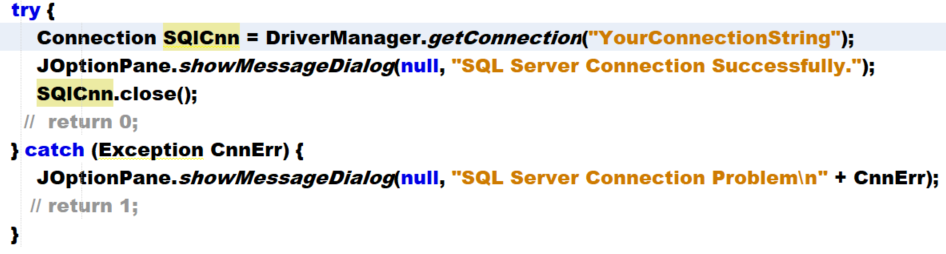 try {
Connection SQlCnn = DriverManager.getConnection("YourConnectionString");
JOptionPane.showMessageDialog(null, "SQL Server Connection Successfully.");
SQlCnn.close();
// return 0;
} catch (Exception CnnErr) {
JOptionPane.showMessageDialog(null, "SQL Server Connection Problem\n" + CnnErr);
// return 1;
}